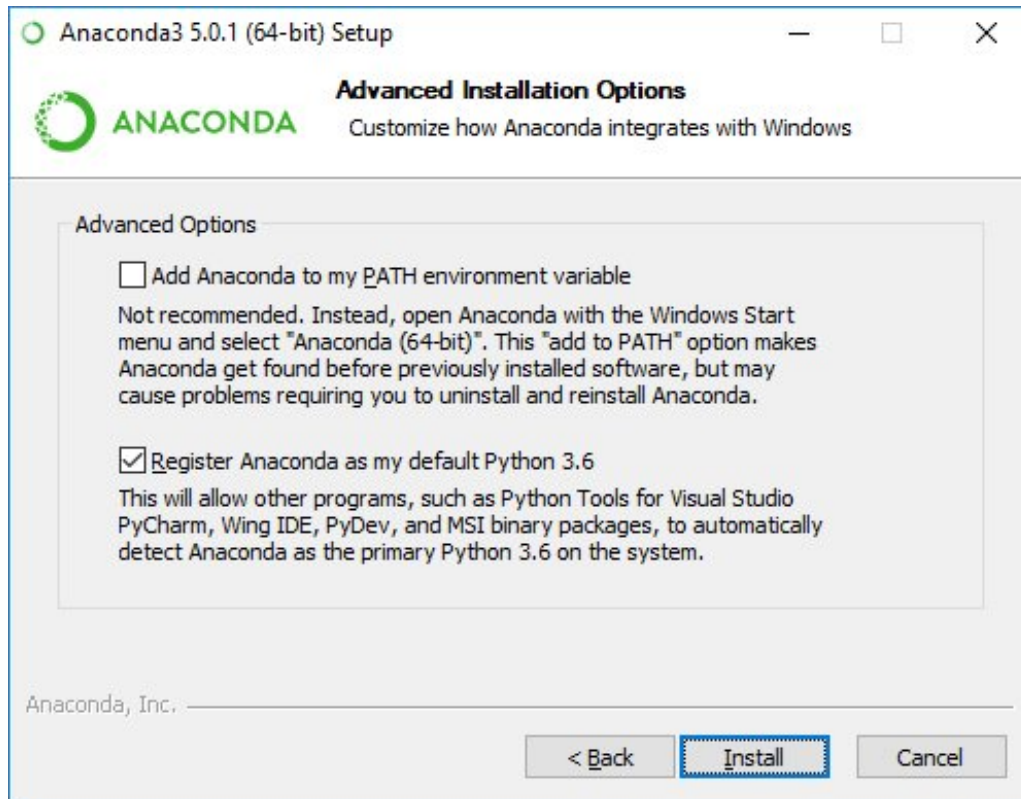 Anaconda3 5.0.1 (64-bit) Setup
ANACONDA
Advanced Installation Options
Customize how Anaconda integrates with Windows
Advanced Options
Add Anaconda to my PATH environment variable
Not recommended. Instead, open Anaconda with the Windows Start
menu and select "Anaconda (64-bit)". This "add to PATH" option makes
Anaconda get found before previously installed software, but may
cause problems requiring you to uninstall and reinstall Anaconda.
Register Anaconda as my default Python 3.6
This will allow other programs, such as Python Tools for Visual Studio
PyCharm, Wing IDE, PyDev, and MSI binary packages, to automatically
detect Anaconda as the primary Python 3.6 on the system.
Anaconda, Inc.
< Back Install Cancel